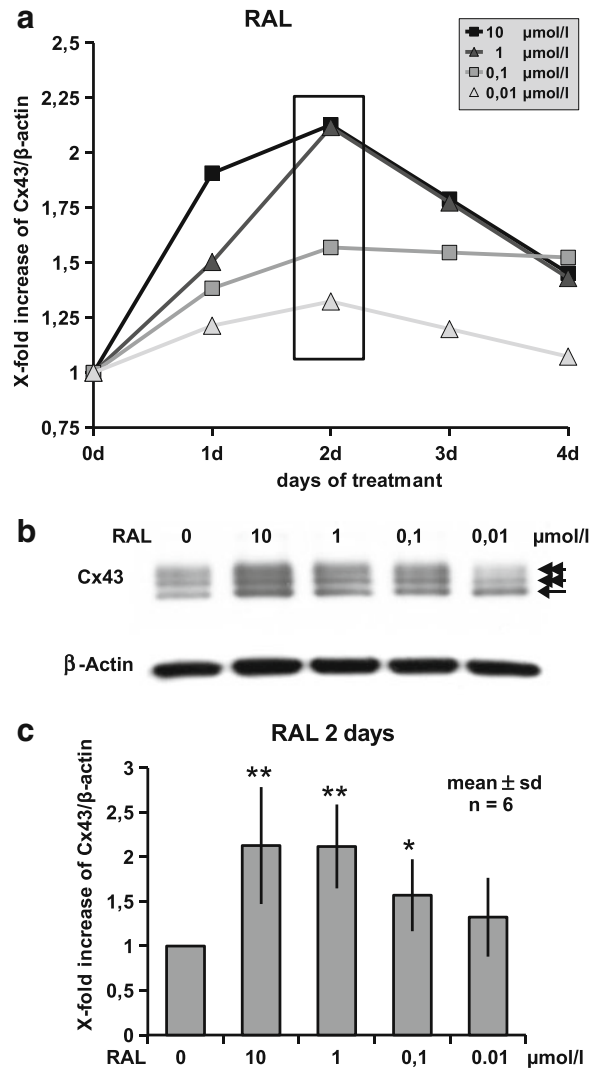 a
RAL
10 µmol/l
1 µmol/l
0,1 µmol/l
0,01 µmol/l
X-fold increase of Cx43/β-actin
2,5
2,25
2
1,75
1,5
1,25
1
0,75
0d 1d 2d 3d 4d
days of treatmant
b
RAL 0 10 1 0,1 0,01 µmol/l
Cx43
β-Actin
c
RAL 2 days
X-fold increase of Cx43/β-actin
mean ± sd
n = 6
3
2,5
2
1,5
1
0,5
0
** ** *
RAL 0 10 1 0,1 0.01 µmol/l